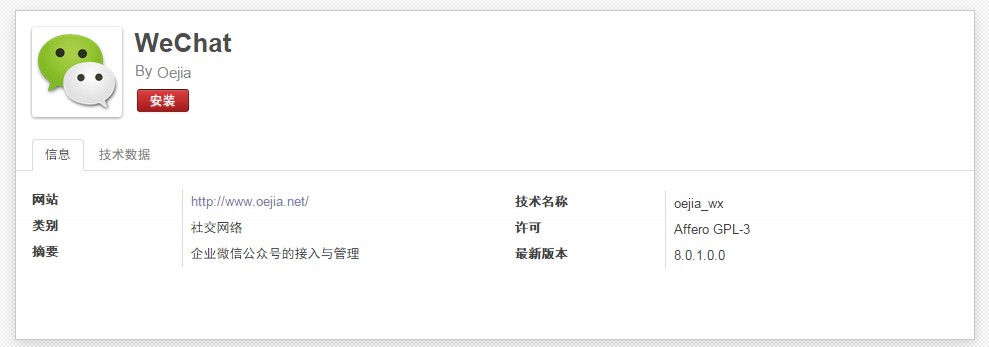 WeChat
By Oejia
安装
信息 技术数据
网站 http://www.oejia.net/ 技术名称 oejia_wx
类别 社交网络 许可 Affero GPL-3
摘要 企业微信公众号的接入与管理 最新版本 8.0.1.0.0